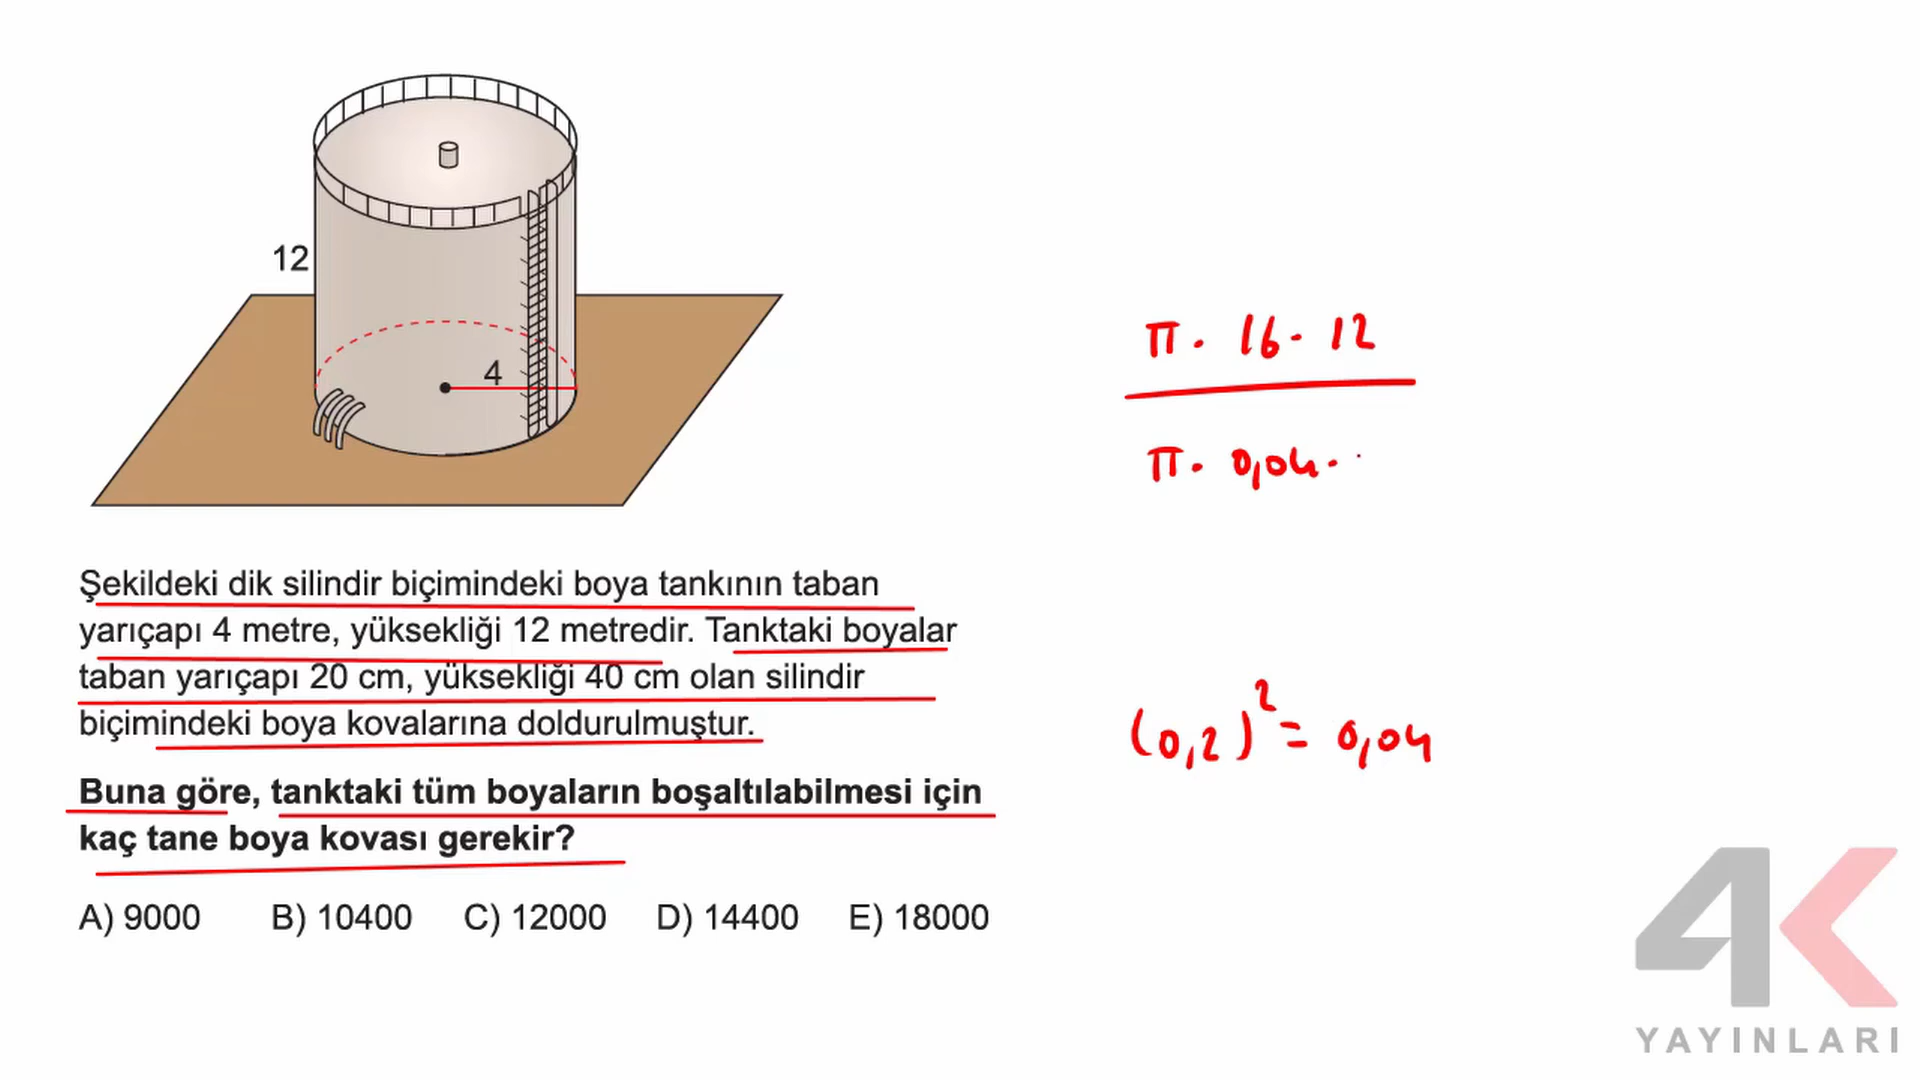 12
4
π. 16. 12
π. 0,04.
Şekildeki dik silindir biçimindeki boya tankının taban
yarıçapı 4 metre, yüksekliği 12 metredir. Tanktaki boyalar
taban yarıçapı 20 cm, yüksekliği 40 cm olan silindir
biçimindeki boya kovalarına doldurulmuştur.
(0,2)² = 0,04
Buna göre, tanktaki tüm boyaların boşaltılabilmesi için
kaç tane boya kovası gerekir?
A) 9000 B) 10400 C) 12000 D) 14400 E) 18000
4K
YAYINLARI